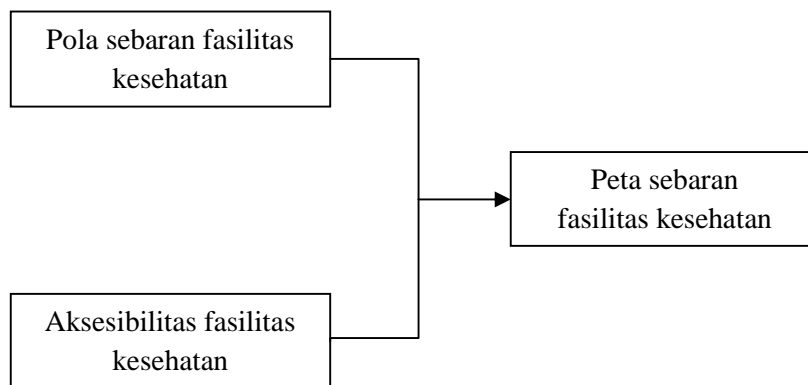 Pola sebaran fasilitas
kesehatan
Peta sebaran
fasilitas kesehatan
Aksesibilitas fasilitas
kesehatan